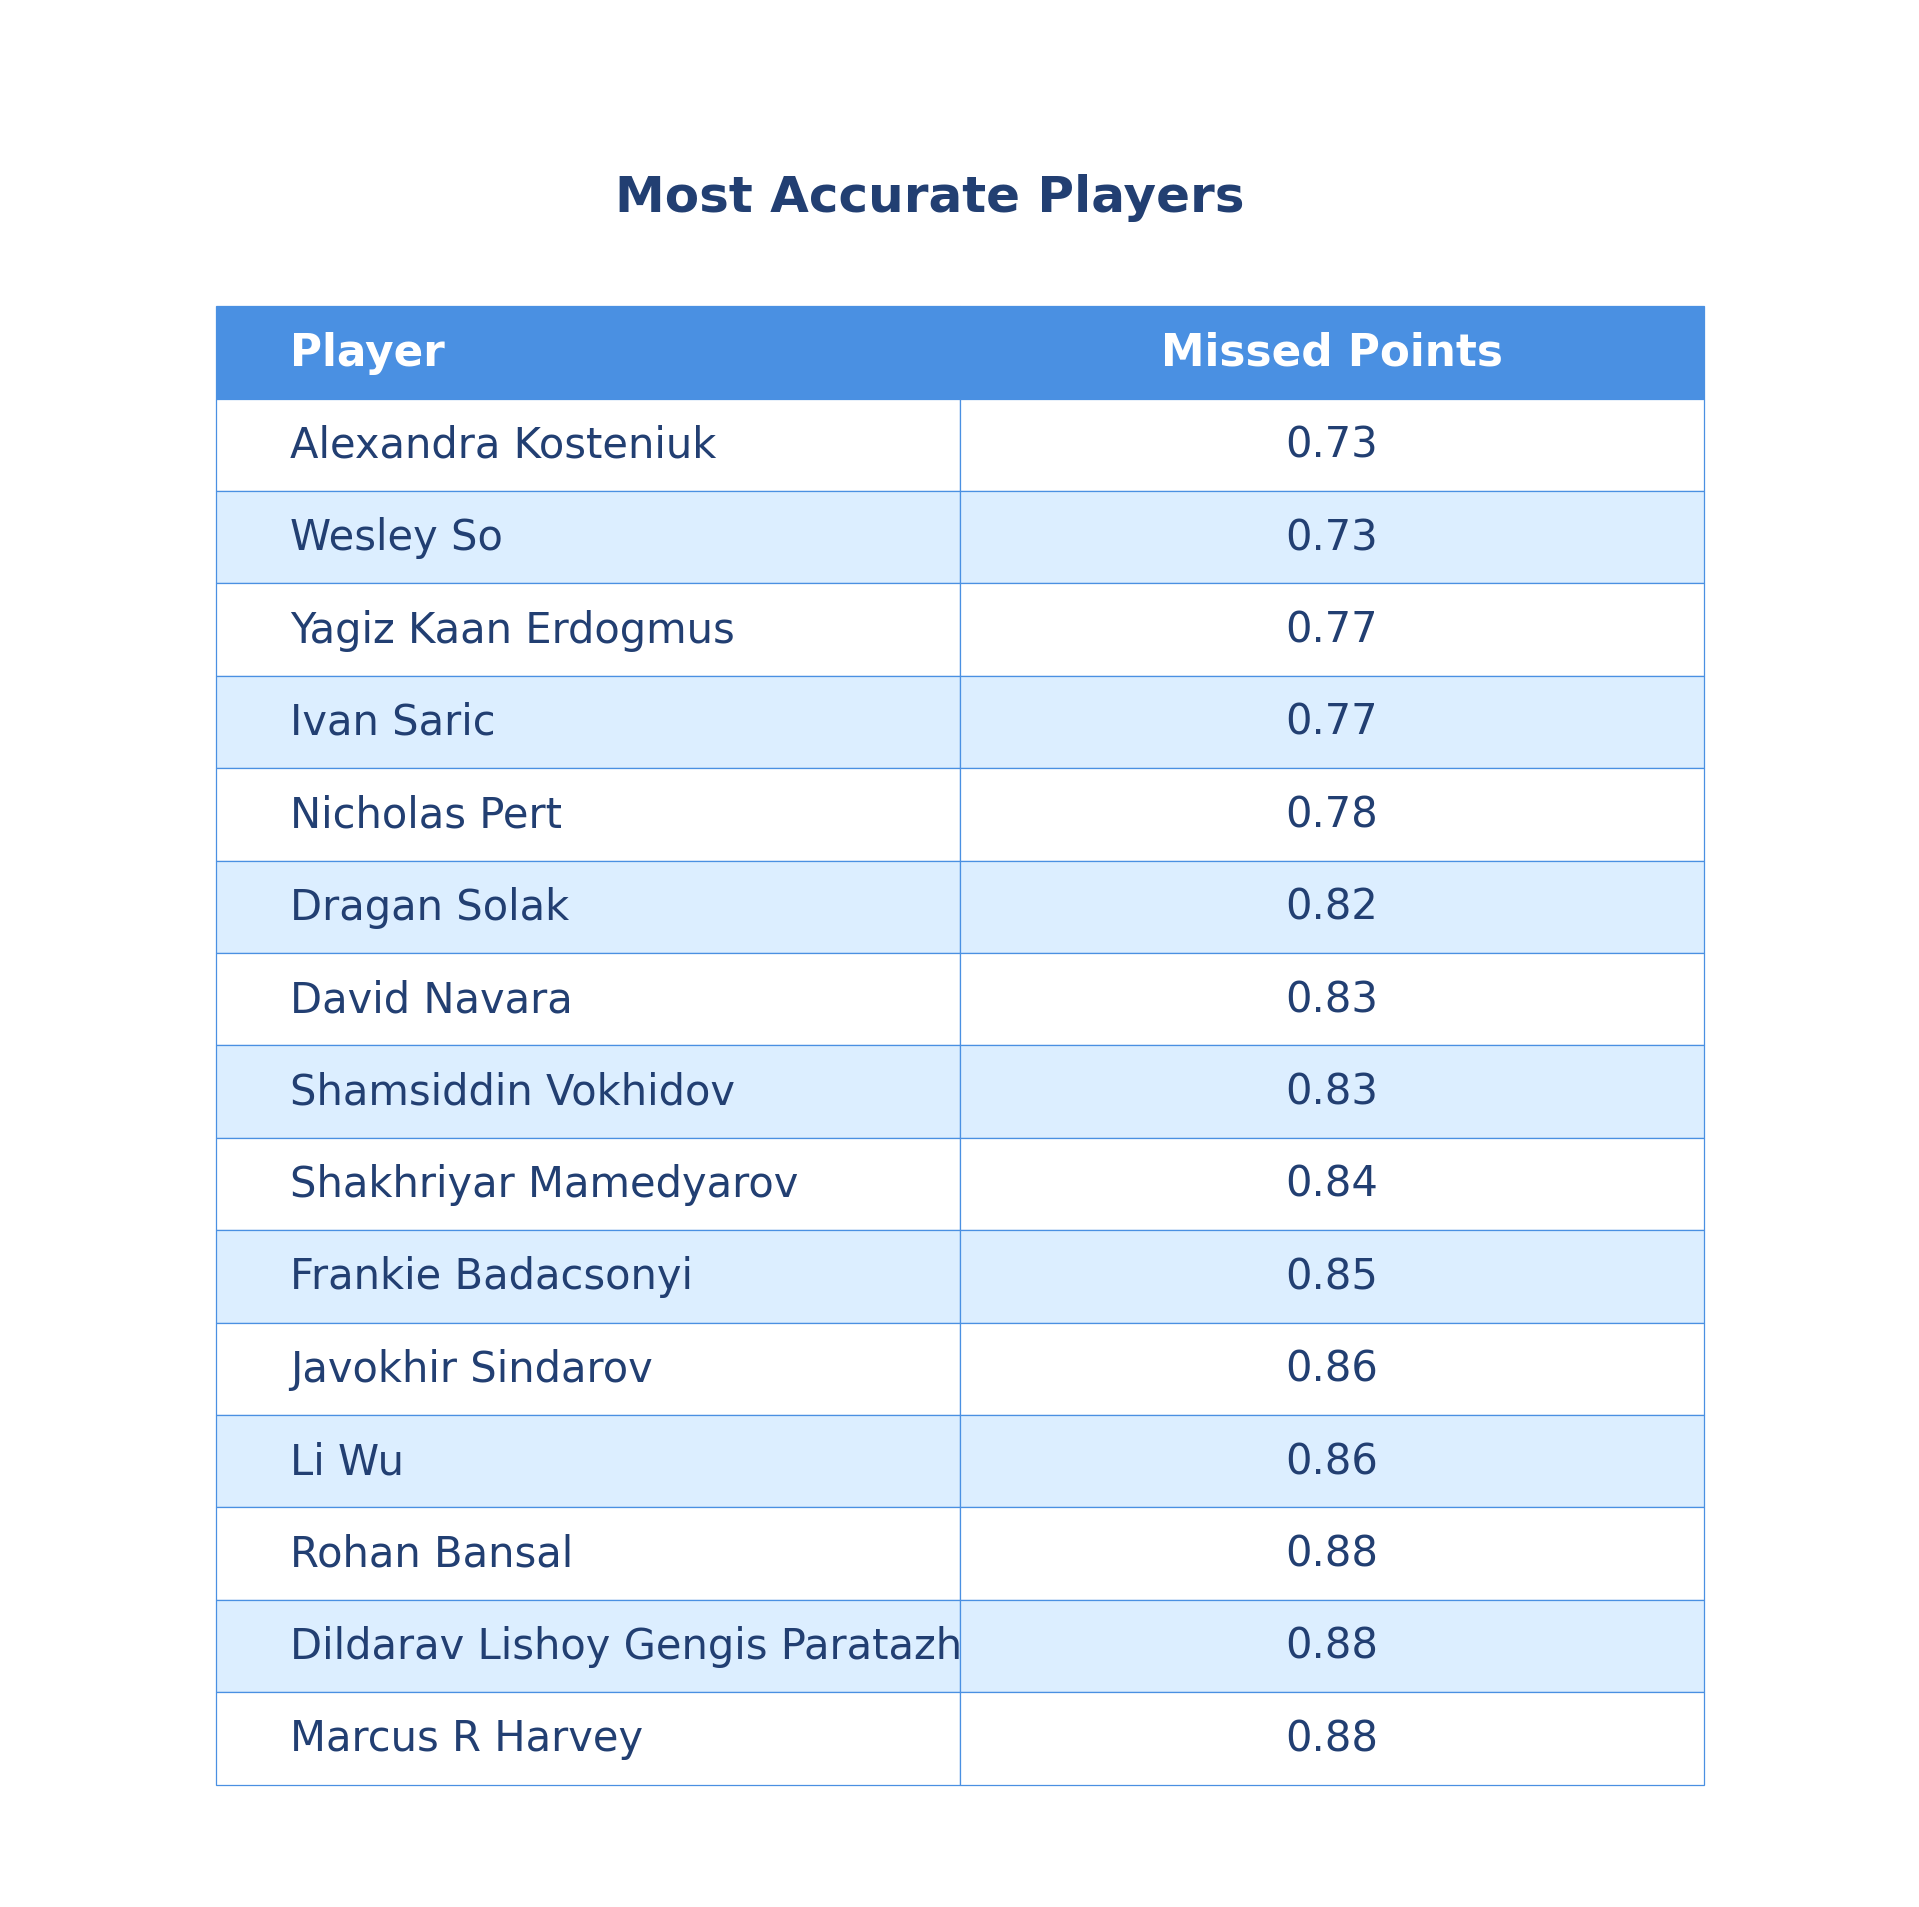 Most Accurate Players
Player Missed Points
Alexandra Kosteniuk 0.73
Wesley So 0.73
Yagiz Kaan Erdogmus 0.77
Ivan Saric 0.77
Nicholas Pert 0.78
Dragan Solak 0.82
David Navara 0.83
Shamsiddin Vokhidov 0.83
Shakhriyar Mamedyarov 0.84
Frankie Badacsonyi 0.85
Javokhir Sindarov 0.86
Li Wu 0.86
Rohan Bansal 0.88
Dildarav Lishoy Gengis Paratazh 0.88
Marcus R Harvey 0.88